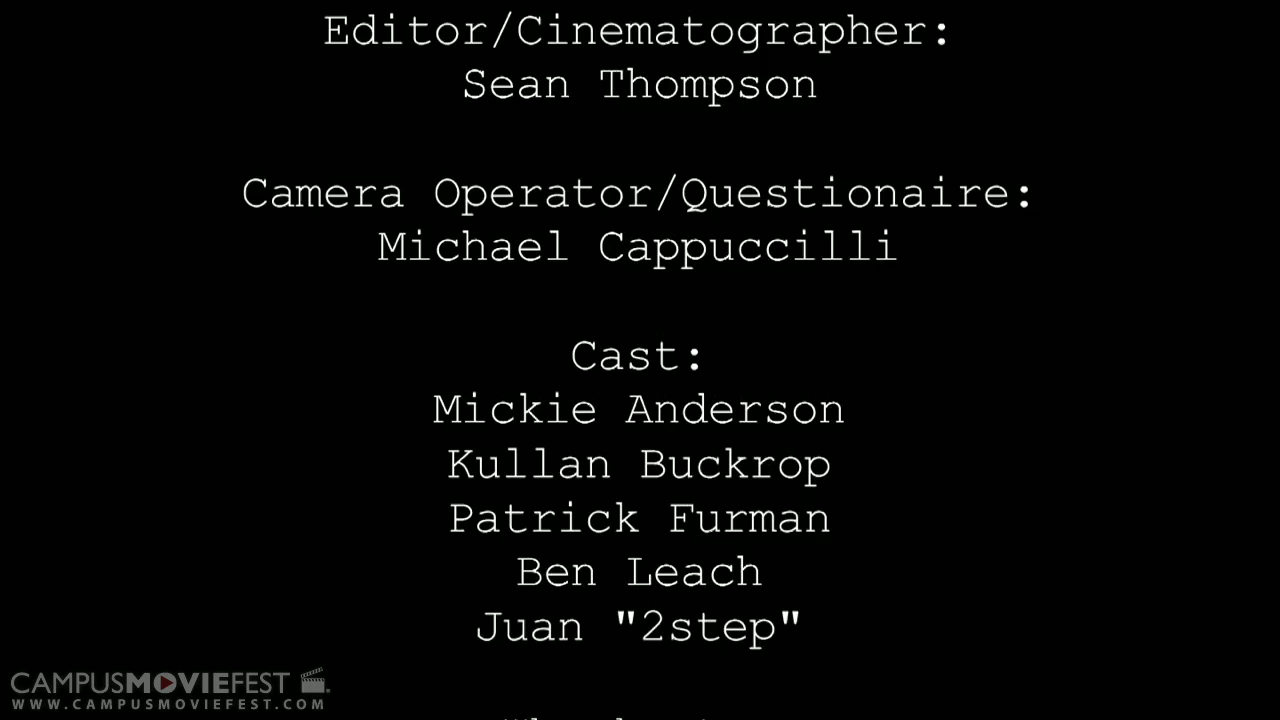 Editor/Cinematographer:
Sean Thompson
Camera Operator/Questionaire:
Michael Cappuccilli
Cast:
Mickie Anderson
Kullan Buckrop
Patrick Furman
Ben Leach
Juan "2step"
CAMPUSMOVIEFEST
WWW.CAMPUSMOVIEFEST.COM